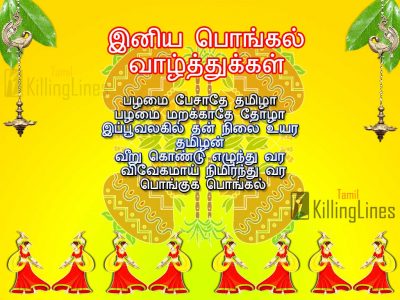 இனிய பொங்கல்
வாழ்த்துக்கள்
Tamil
KillingLines
பழமை பேசாதே தமிழா
பழமை மறக்காதே தோழா
இப்பூவலகில் தன் நிலை உயர
தமிழன்
வீறு கொண்டு எழுந்து வர
விவேகமாய் நிமிர்ந்து வர
பொங்குக பொங்கல்
Tamil
KillingLines